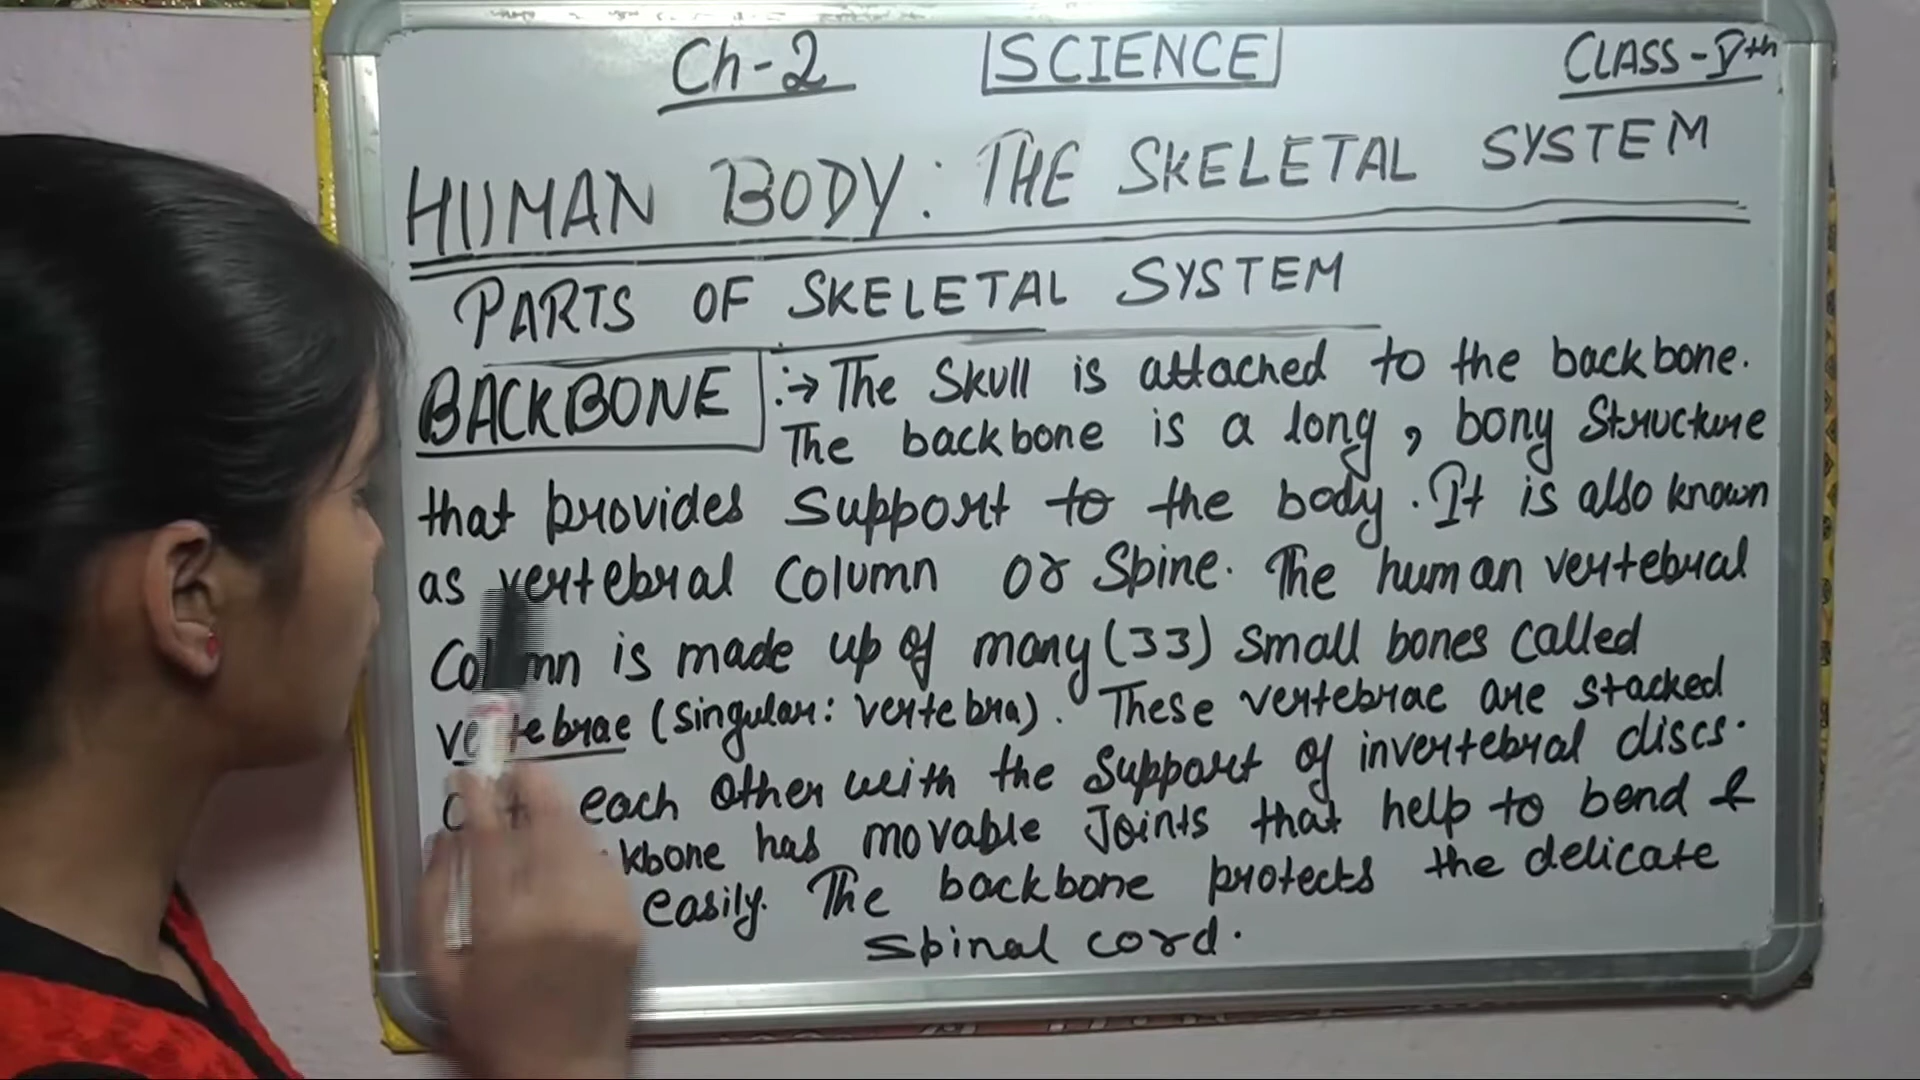 Ch-2 SCIENCE CLASS-Vth
HUMAN BODY: THE SKELETAL SYSTEM
PARTS OF SKELETAL SYSTEM
BACKBONE :→ The Skull is attached to the backbone.
The backbone is a long, bony Structure
that provides Support to the body. It is also known
as vertebral Column or Spine. The human vertebral
Column is made up of many (33) Small bones called
vertebrae (singular: vertebra). These vertebrae are stacked
each other with the Support of invertebral discs.
kbone has movable Joints that help to bend &
easily. The backbone protects the delicate
Spinal cord.